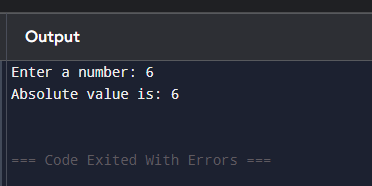 Output
Enter a number: 6
Absolute value is: 6
=== Code Exited With Errors ===